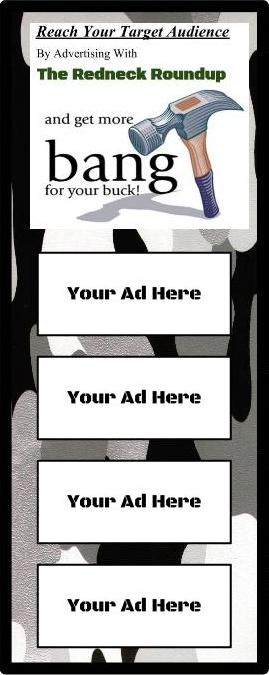 Reach Your Target Audience
By Advertising With
The Redneck Roundup
and get more
bang
for your buck!
Your Ad Here
Your Ad Here
Your Ad Here
Your Ad Here